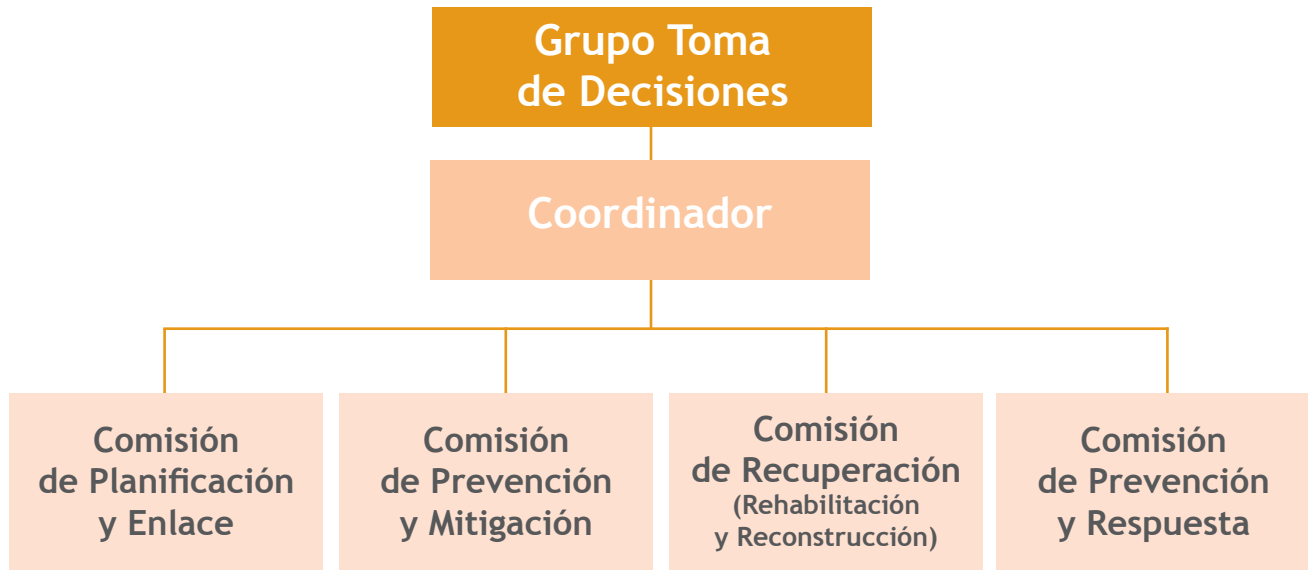 Grupo Toma
de Decisiones
Coordinador
Comisión
de Planificación
y Enlace
Comisión
de Prevención
y Mitigación
Comisión
de Recuperación
(Rehabilitación
y Reconstrucción)
Comisión
de Prevención
y Respuesta